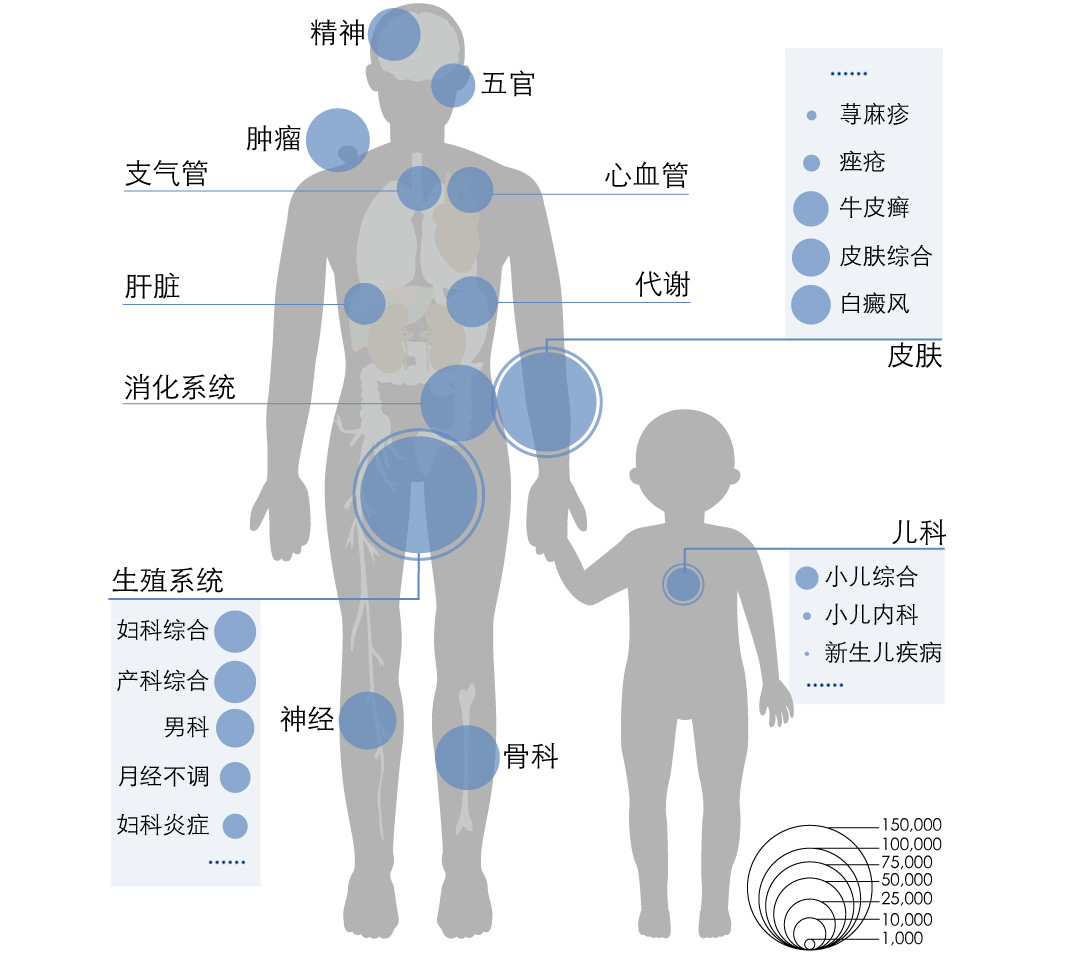 精神
五官
肿瘤
支气管
心血管
肝脏
代谢
消化系统
......
荨麻疹
痤疮
牛皮癣
皮肤综合
白癜风
皮肤
儿科
小儿综合
小儿内科
新生儿疾病
......
生殖系统
妇科综合
产科综合
男科
月经不调
妇科炎症
......
神经
骨科
150,000
100,000
75,000
50,000
25,000
10,000
1,000